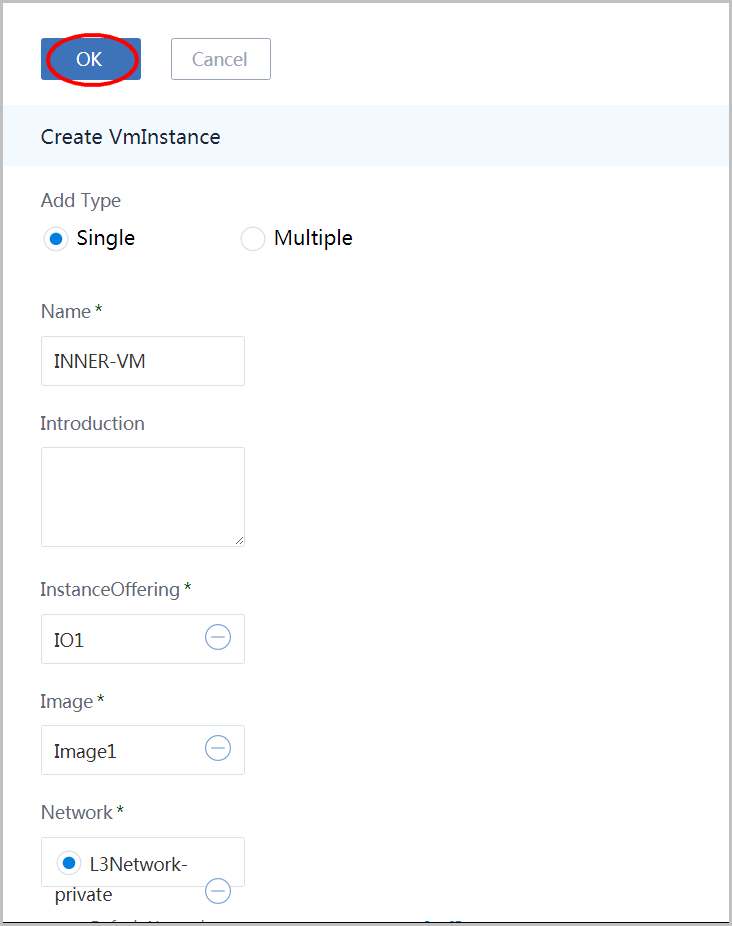 OK Cancel
Create VmInstance
Add Type
Single Multiple
Name *
INNER-VM
Introduction
InstanceOffering *
IO1
Image *
Image1
Network *
L3Network-
private